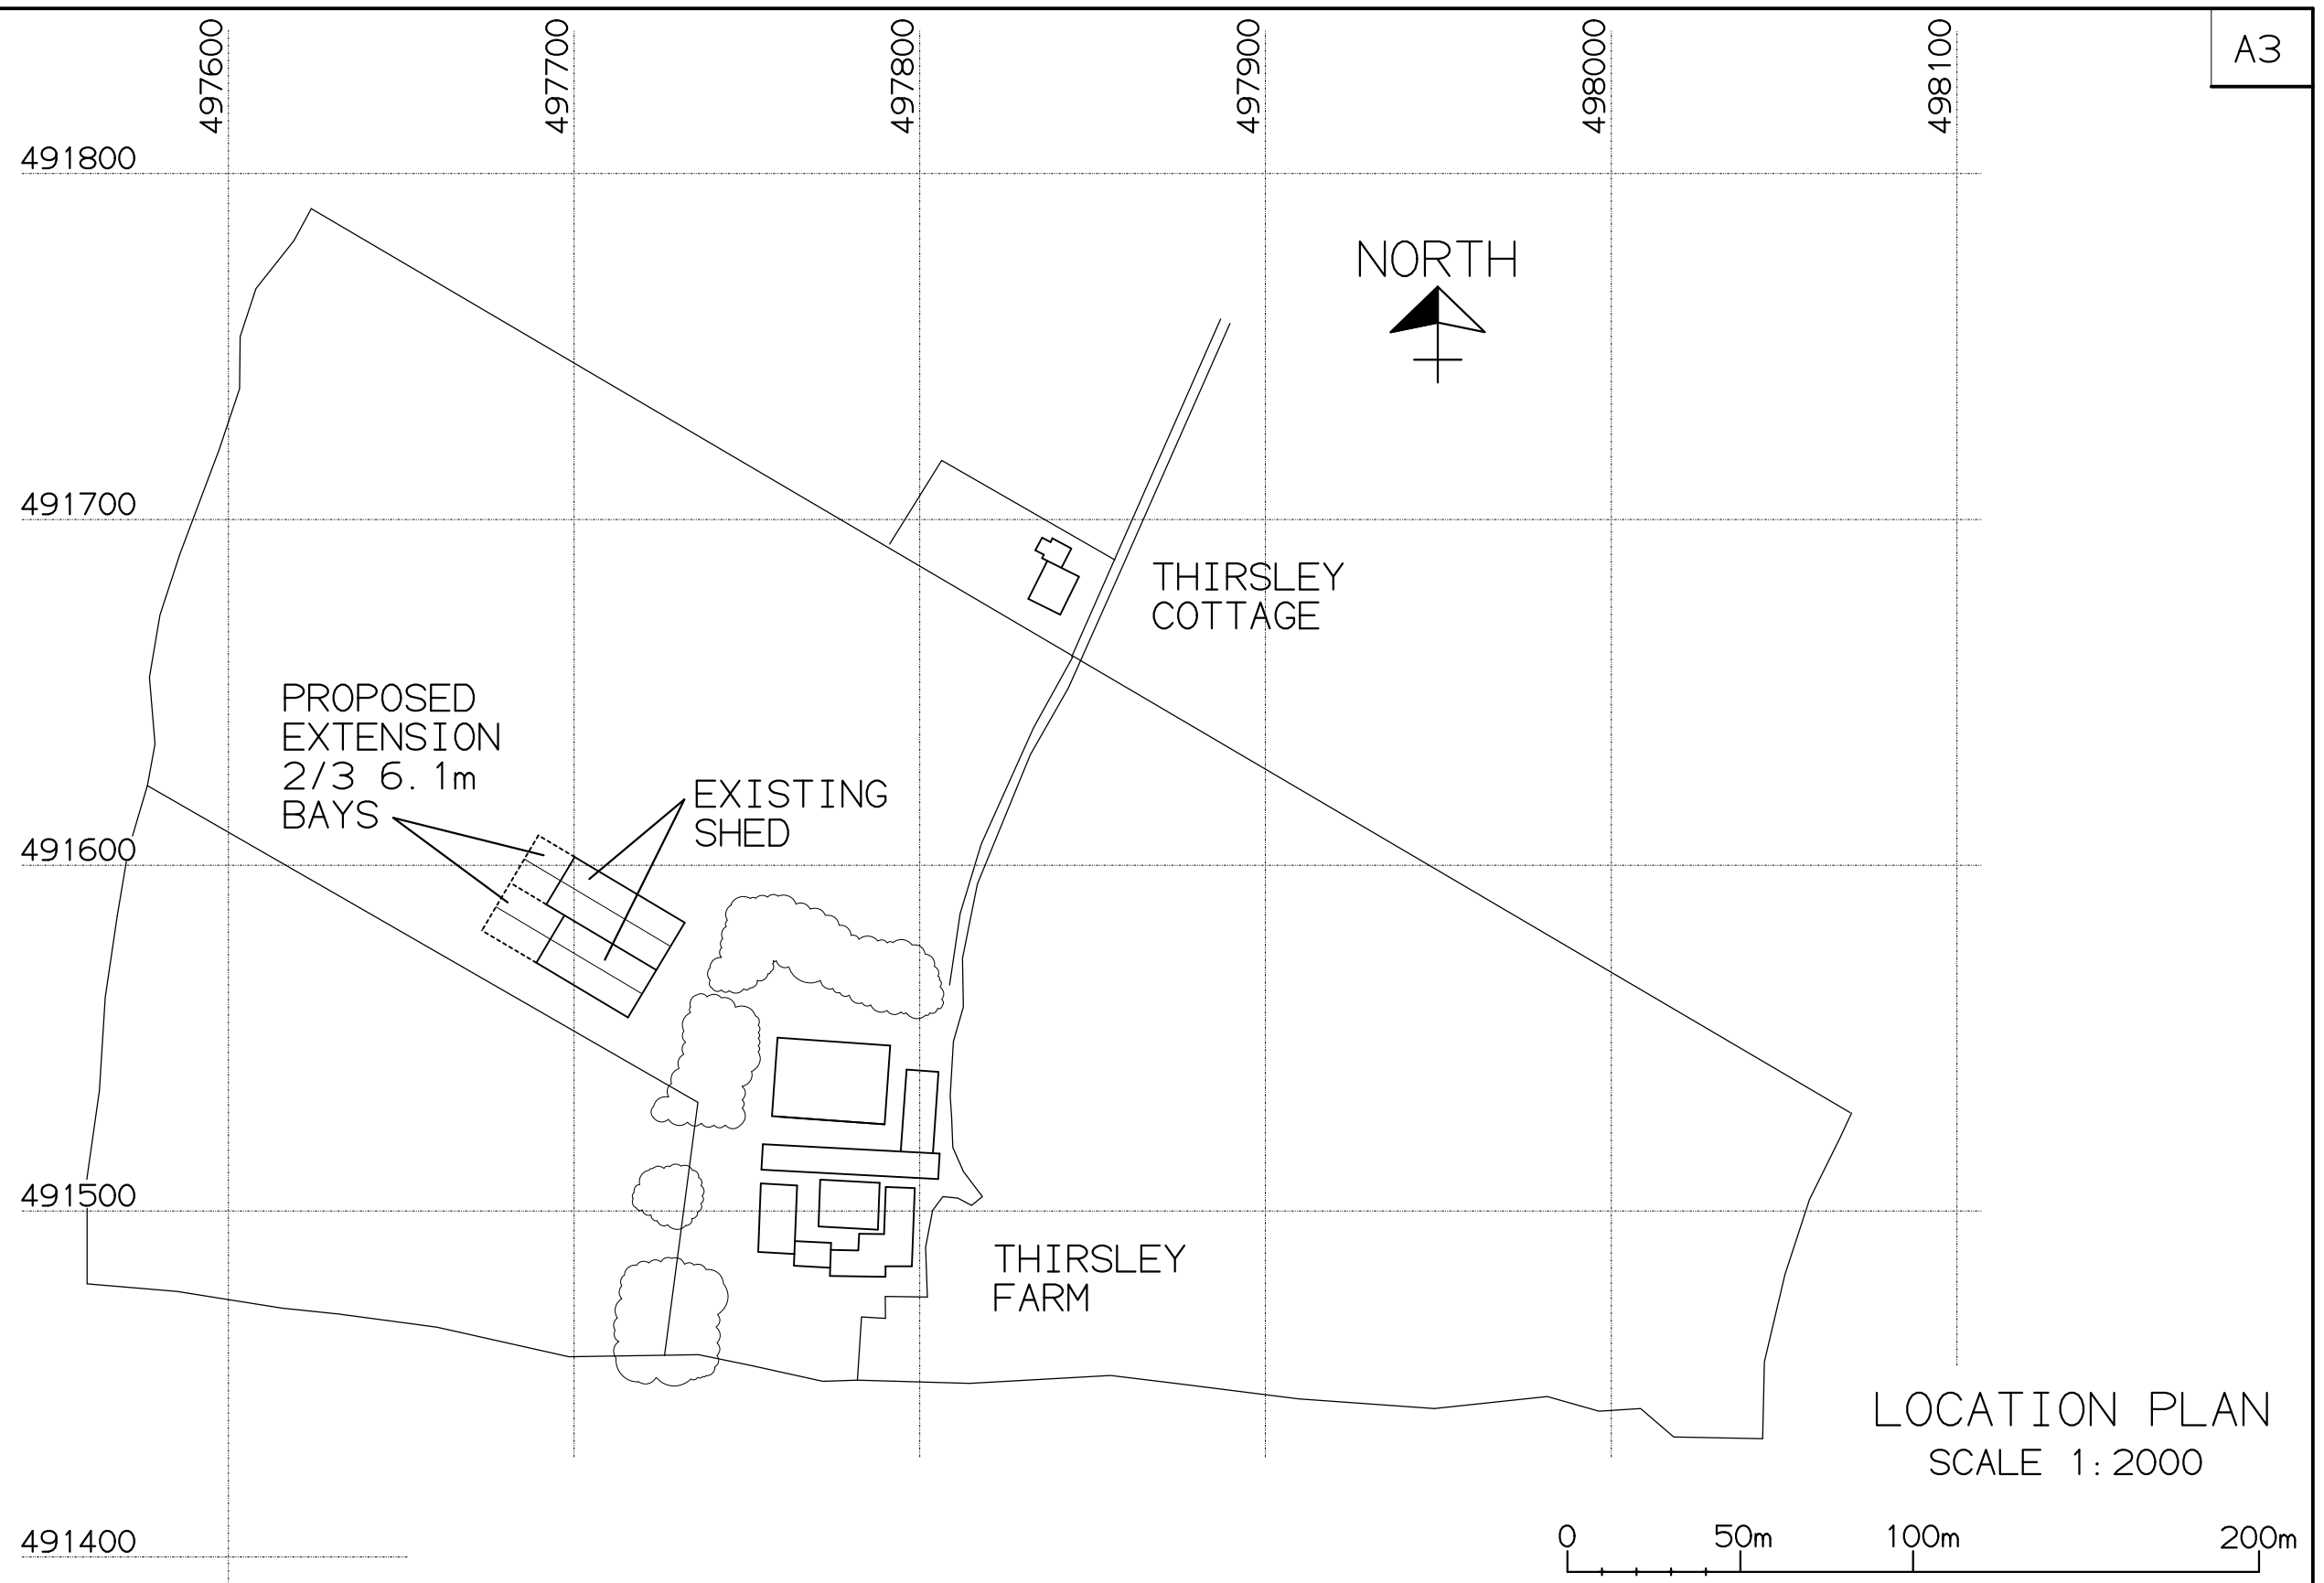 497600
497700
497800
497900
498000
498100
A3
491800
NORTH
491700
THIRSLEY
COTTAGE
PROPOSED
EXTENSION
2/3 6.1m
BAYS
EXISTING
SHED
491600
491500
THIRSLEY
FARM
LOCATION PLAN
SCALE 1:2000
491400
0 50m 100m 200m